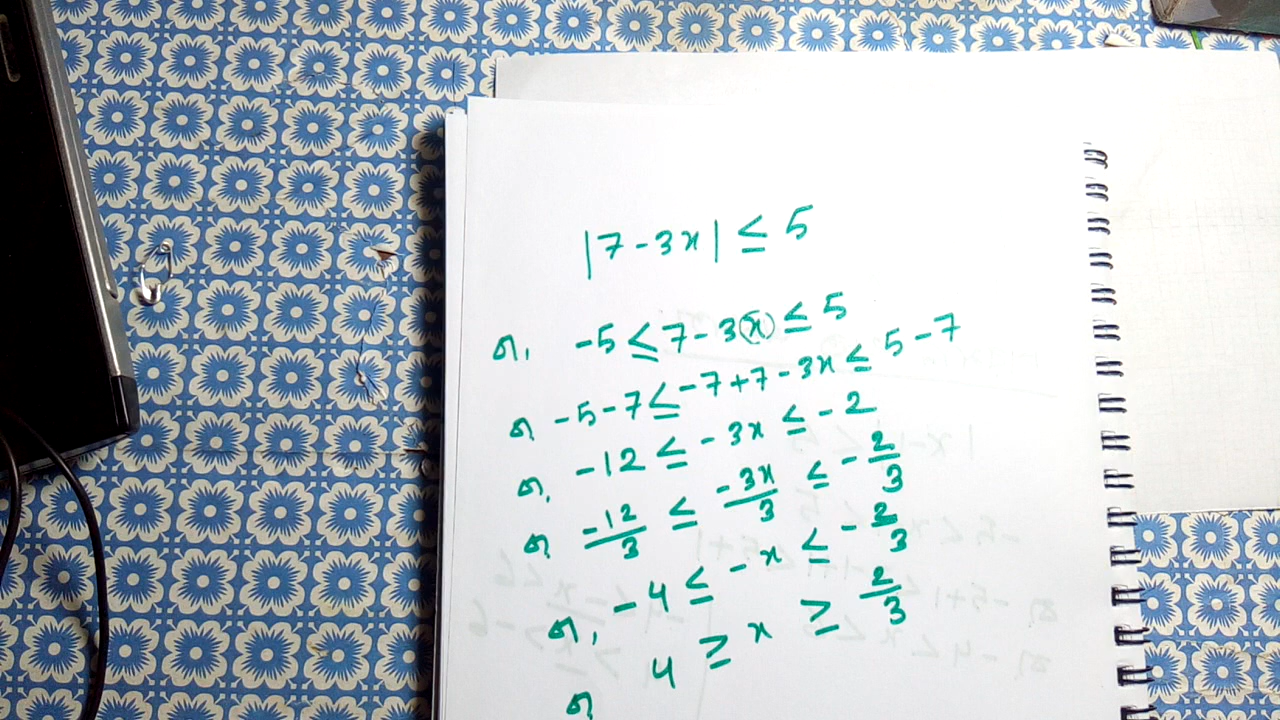 |7-3x| ≤ 5
বা, -5 ≤ 7-3(x) ≤ 5
বা -5-7 ≤ -7+7-3x ≤ 5-7
বা, -12 ≤ -3x ≤ -2
বা -12/3 ≤ -3x/3 ≤ -2/3
বা, -4 ≤ -x ≤ -2/3
বা 4 ≥ x ≥ 2/3